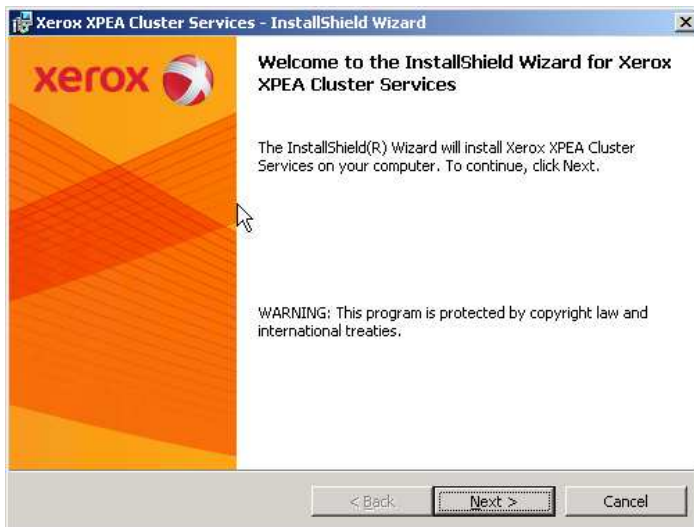 Xerox XPEA Cluster Services - InstallShield Wizard
xerox
Welcome to the InstallShield Wizard for Xerox
XPEA Cluster Services
The InstallShield(R) Wizard will install Xerox XPEA Cluster
Services on your computer. To continue, click Next.
WARNING: This program is protected by copyright law and
international treaties.
< Back
Next >
Cancel